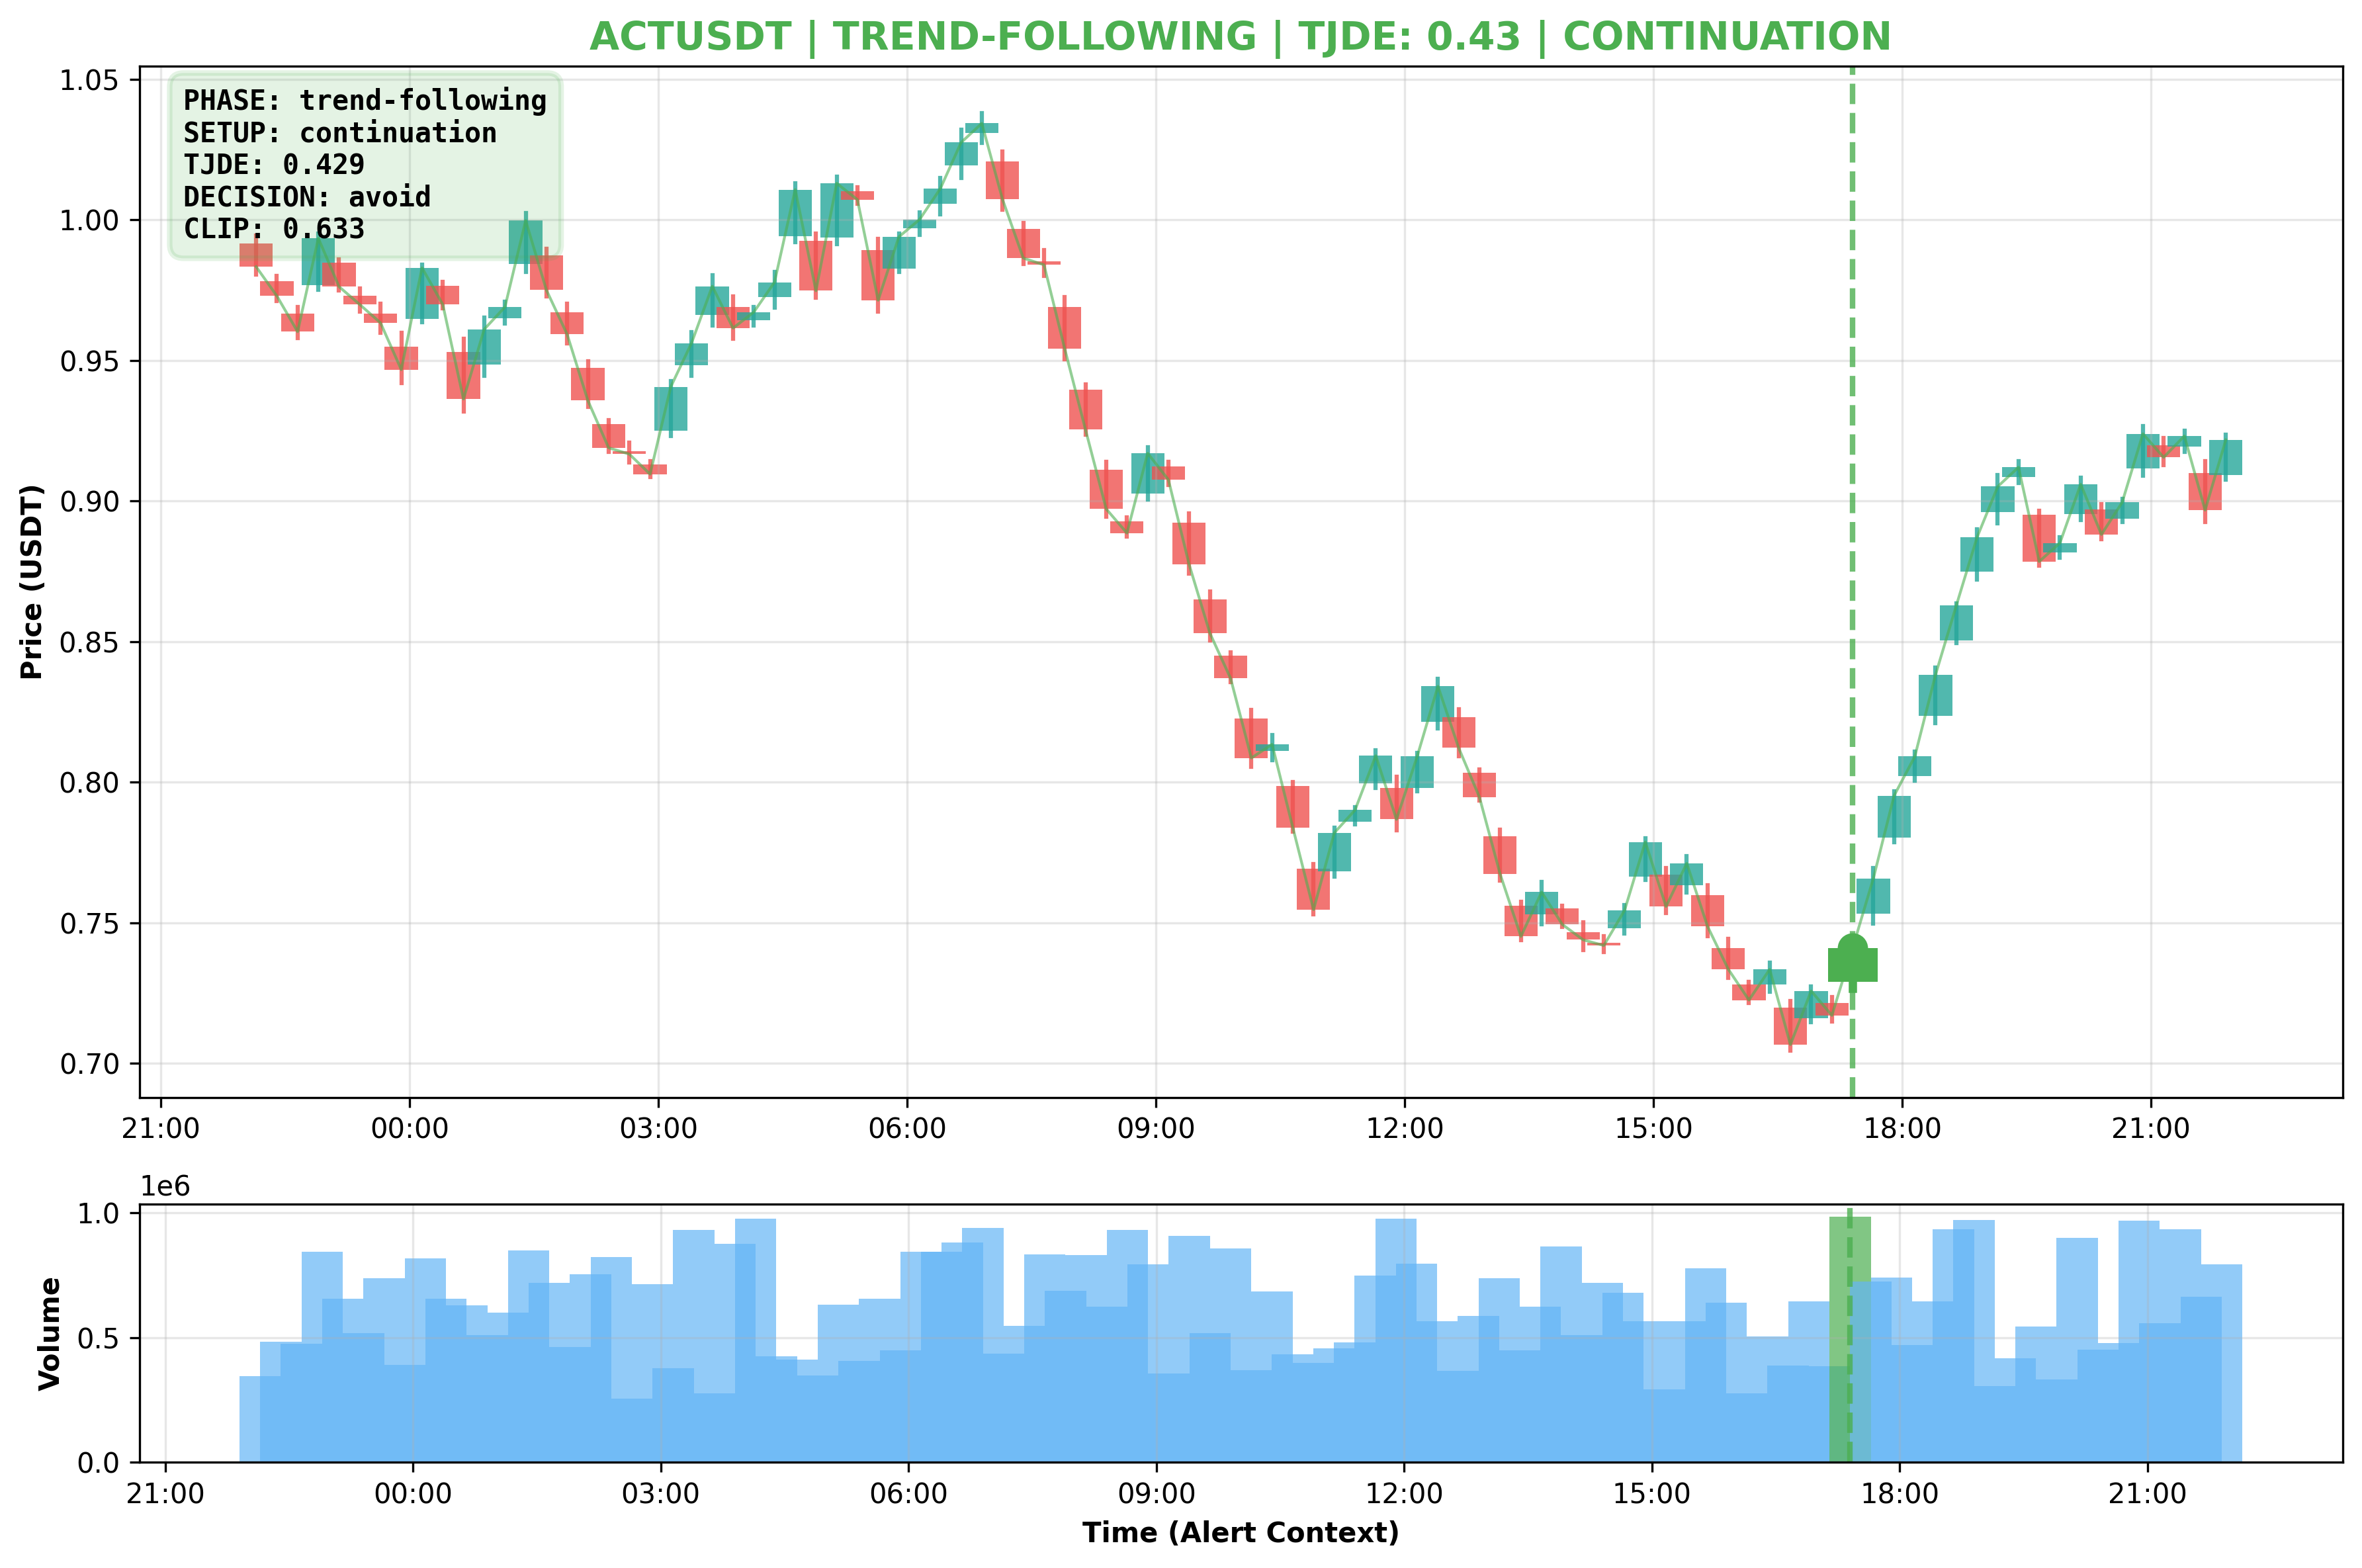 ACTUSDT | TREND-FOLLOWING | TJDE: 0.43 | CONTINUATION
PHASE: trend-following
SETUP: continuation
TJDE: 0.429
DECISION: avoid
CLIP: 0.633
Price (USDT)
1.05
1.00
0.95
0.90
0.85
0.80
0.75
0.70
21:00 00:00 03:00 06:00 09:00 12:00 15:00 18:00 21:00
1e6
Volume
1.0
0.5
0.0
21:00 00:00 03:00 06:00 09:00 12:00 15:00 18:00 21:00
Time (Alert Context)